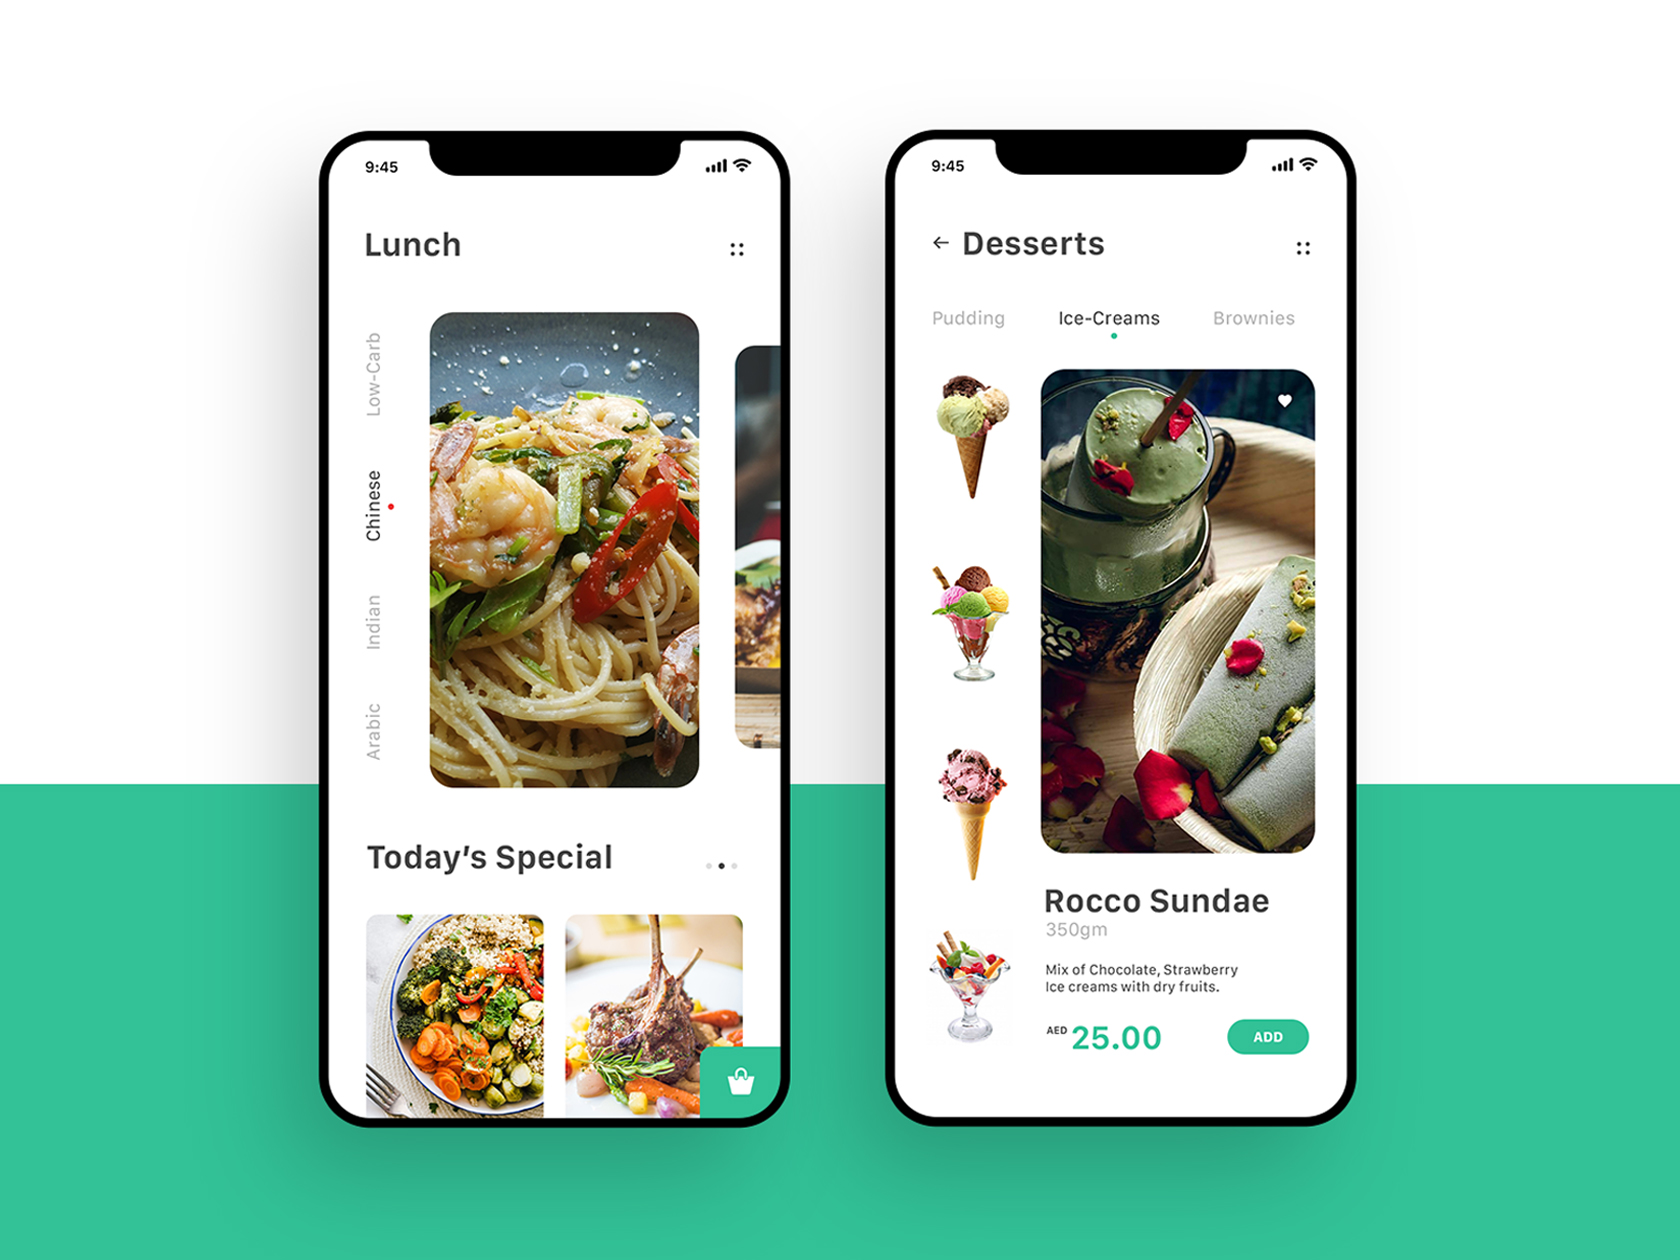 9:45
Lunch
Low-Carb
Chinese
Indian
Arabic
Today's Special
9:45
Desserts
Pudding
Ice-Creams
Brownies
Rocco Sundae
350gm
Mix of Chocolate, Strawberry
Ice creams with dry fruits.
AED 25.00
ADD